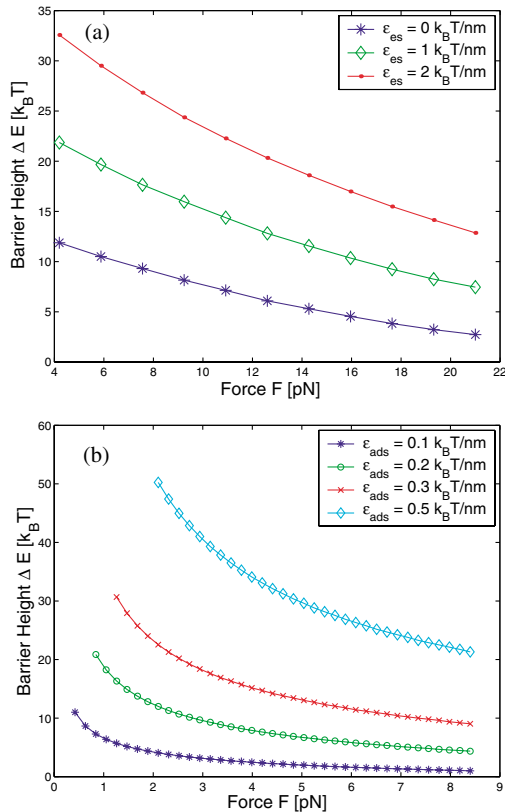 (a)
ε_es = 0 k_BT/nm
ε_es = 1 k_BT/nm
ε_es = 2 k_BT/nm
Barrier Height Δ E [k_BT]
35
30
25
20
15
10
5
0
4 6 8 10 12 14 16 18 20 22
Force F [pN]
(b)
ε_ads = 0.1 k_BT/nm
ε_ads = 0.2 k_BT/nm
ε_ads = 0.3 k_BT/nm
ε_ads = 0.5 k_BT/nm
Barrier Height Δ E [k_BT]
60
50
40
30
20
10
0
0 1 2 3 4 5 6 7 8 9
Force F [pN]